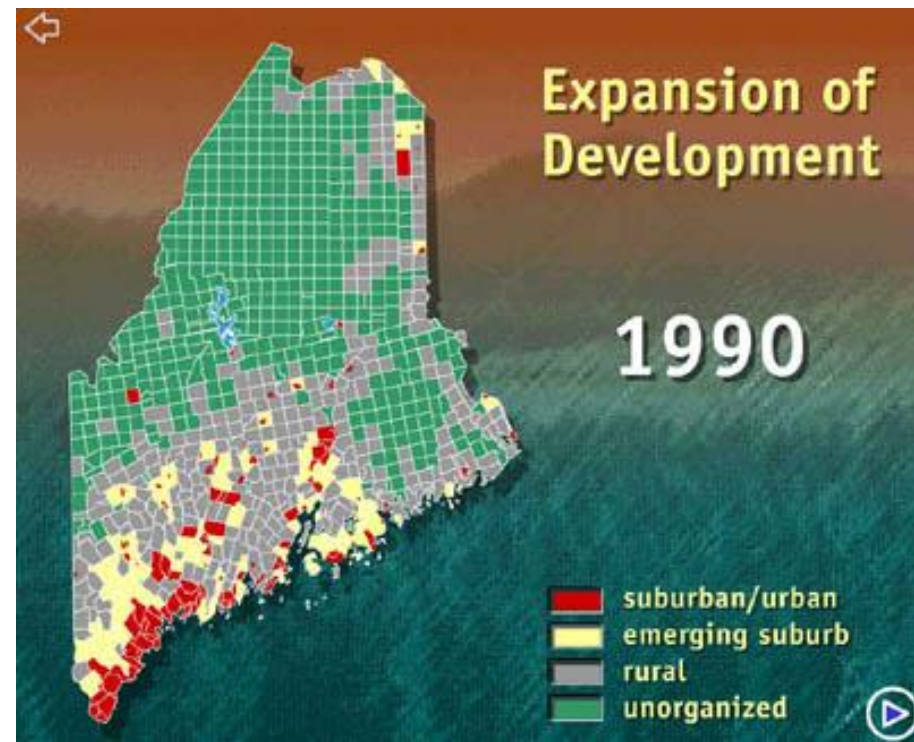 Expansion of
Development
1990
suburban/urban
emerging suburb
rural
unorganized